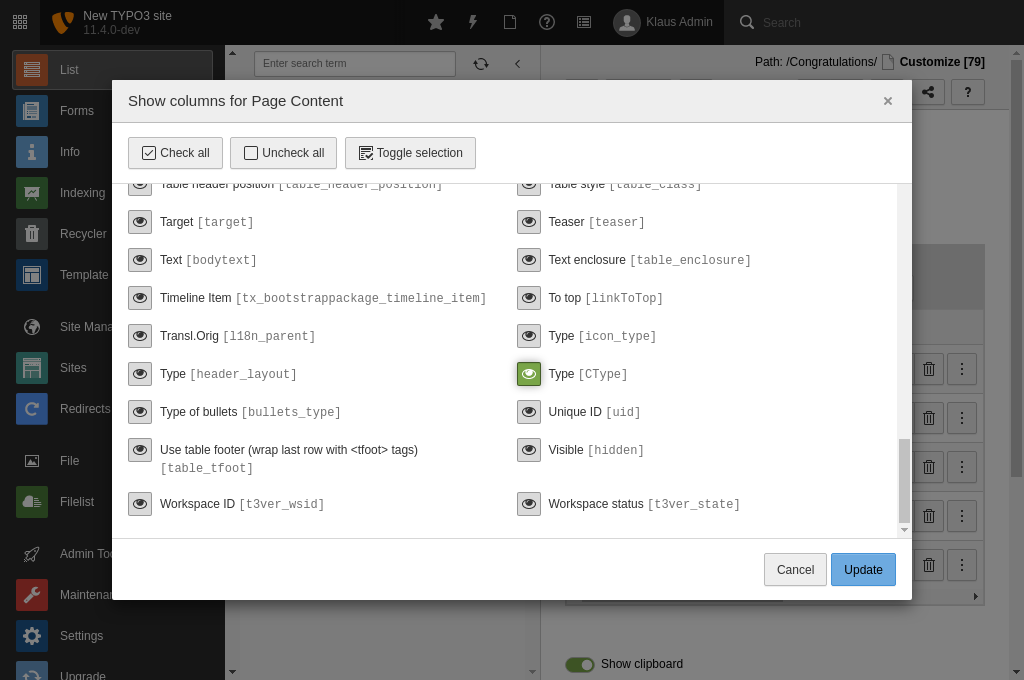 New TYPO3 site
11.4.0-dev
Klaus Admin
Search
List
Enter search term
Path: /Congratulations/ Customize [79]
Show columns for Page Content
×
Forms
?
Check all
Uncheck all
Toggle selection
Info
Indexing
Table header position [table_header_position]
Table style [table_class]
Target [target]
Teaser [teaser]
Recycler
Text [bodytext]
Text enclosure [table_enclosure]
Template
Timeline Item [tx_bootstrappackage_timeline_item]
To top [linkToTop]
Site Mana
Transl.Orig [l18n_parent]
Type [icon_type]
Sites
Type [header_layout]
Type [CType]
Redirects
Type of bullets [bullets_type]
Unique ID [uid]
Use table footer (wrap last row with <tfoot> tags)
[table_tfoot]
Visible [hidden]
File
Filelist
Workspace ID [t3ver_wsid]
Workspace status [t3ver_state]
Admin Too
Cancel
Update
Maintenan
Settings
Show clipboard
Upgrade